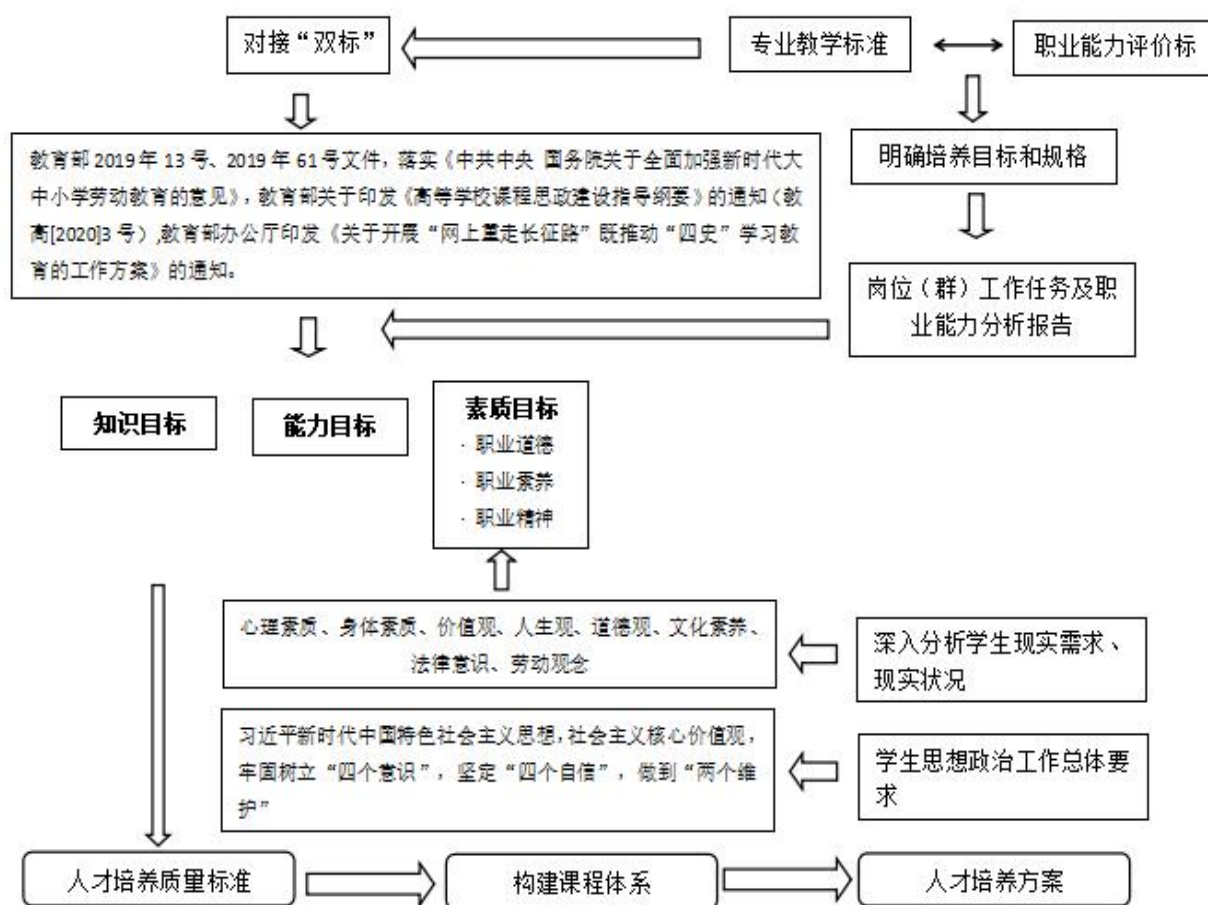 对接“双标”
专业教学标准
职业能力评价标
教育部 2019 年 13 号、2019 年 61 号文件，落实《中共中央 国务院关于全面加强新时代大
中小学劳动教育的意见》，教育部关于印发《高等学校课程思政建设指导纲要》的通知（教
高[2020]3 号）,教育部办公厅印发《关于开展“网上重走长征路”既推动“四史”学习教
育的工作方案》的通知。
明确培养目标和规格
岗位（群）工作任务及职
业能力分析报告
知识目标
能力目标
素质目标
· 职业道德
· 职业素养
· 职业精神
心理素质、身体素质、价值观、人生观、道德观、文化素养、
法律意识、劳动观念
深入分析学生现实需求、
现实状况
习近平新时代中国特色社会主义思想，社会主义核心价值观，
牢固树立“四个意识”，坚定“四个自信”，做到“两个维
护”
学生思想政治工作总体要
求
人才培养质量标准
构建课程体系
人才培养方案